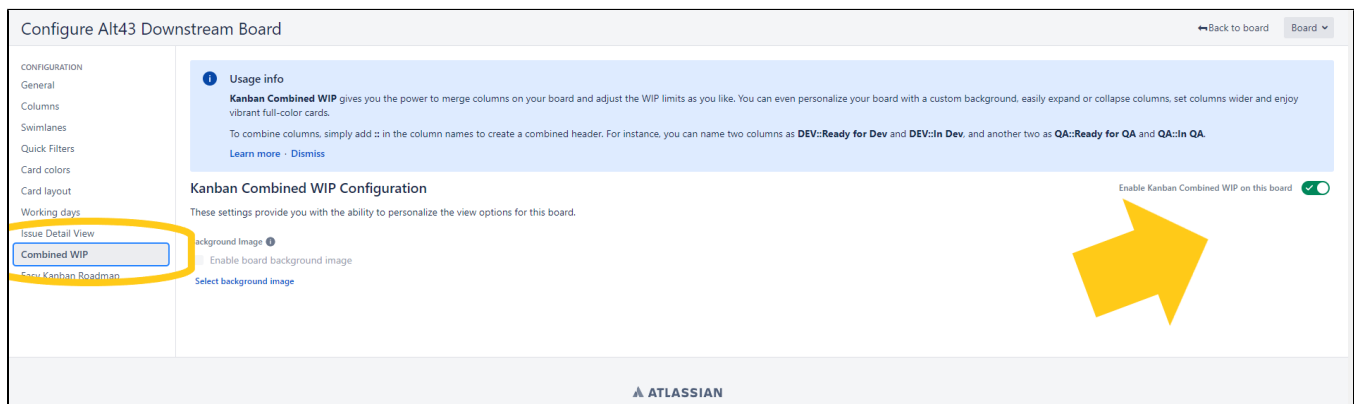 Configure Alt43 Downstream Board
Back to board
Board
CONFIGURATION
General
Columns
Swimlanes
Quick Filters
Card colors
Card layout
Working days
Issue Detail View
Combined WIP
Easy Kanban Roadmap
Usage info
Kanban Combined WIP gives you the power to merge columns on your board and adjust the WIP limits as you like. You can even personalize your board with a custom background, easily expand or collapse columns, set columns wider and enjoy
vibrant full-color cards.
To combine columns, simply add :: in the column names to create a combined header. For instance, you can name two columns as DEV::Ready for Dev and DEV::In Dev, and another two as QA::Ready for QA and QA::In QA.
Learn more · Dismiss
Kanban Combined WIP Configuration
Enable Kanban Combined WIP on this board
These settings provide you with the ability to personalize the view options for this board.
ackground Image
Enable board background image
Select background image
ATLASSIAN